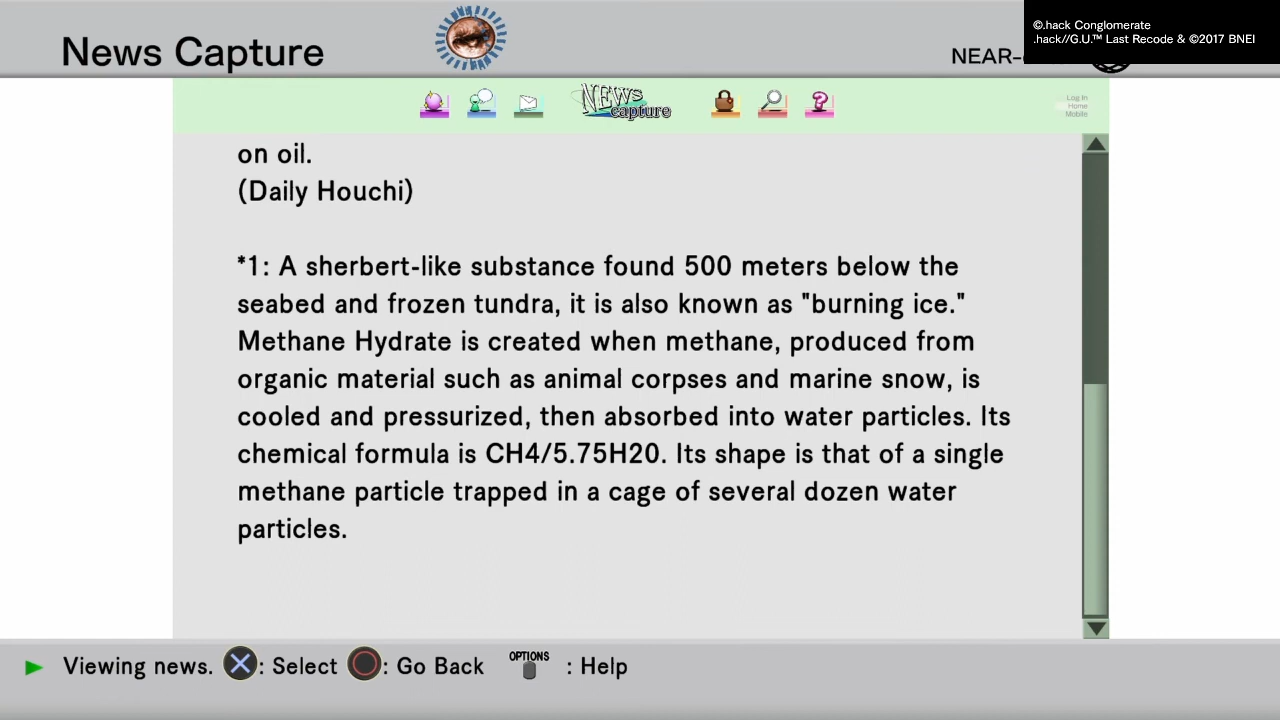 News Capture
©.hack Conglomerate
.hack//G.U.™ Last Recode & ©2017 BNEI
NEAR-
NEWS
capture
Log In
Home
Mobile
on oil.
(Daily Houchi)
*1: A sherbert-like substance found 500 meters below the
seabed and frozen tundra, it is also known as "burning ice."
Methane Hydrate is created when methane, produced from
organic material such as animal corpses and marine snow, is
cooled and pressurized, then absorbed into water particles. Its
chemical formula is CH4/5.75H20. Its shape is that of a single
methane particle trapped in a cage of several dozen water
particles.
Viewing news. : Select : Go Back OPTIONS : Help